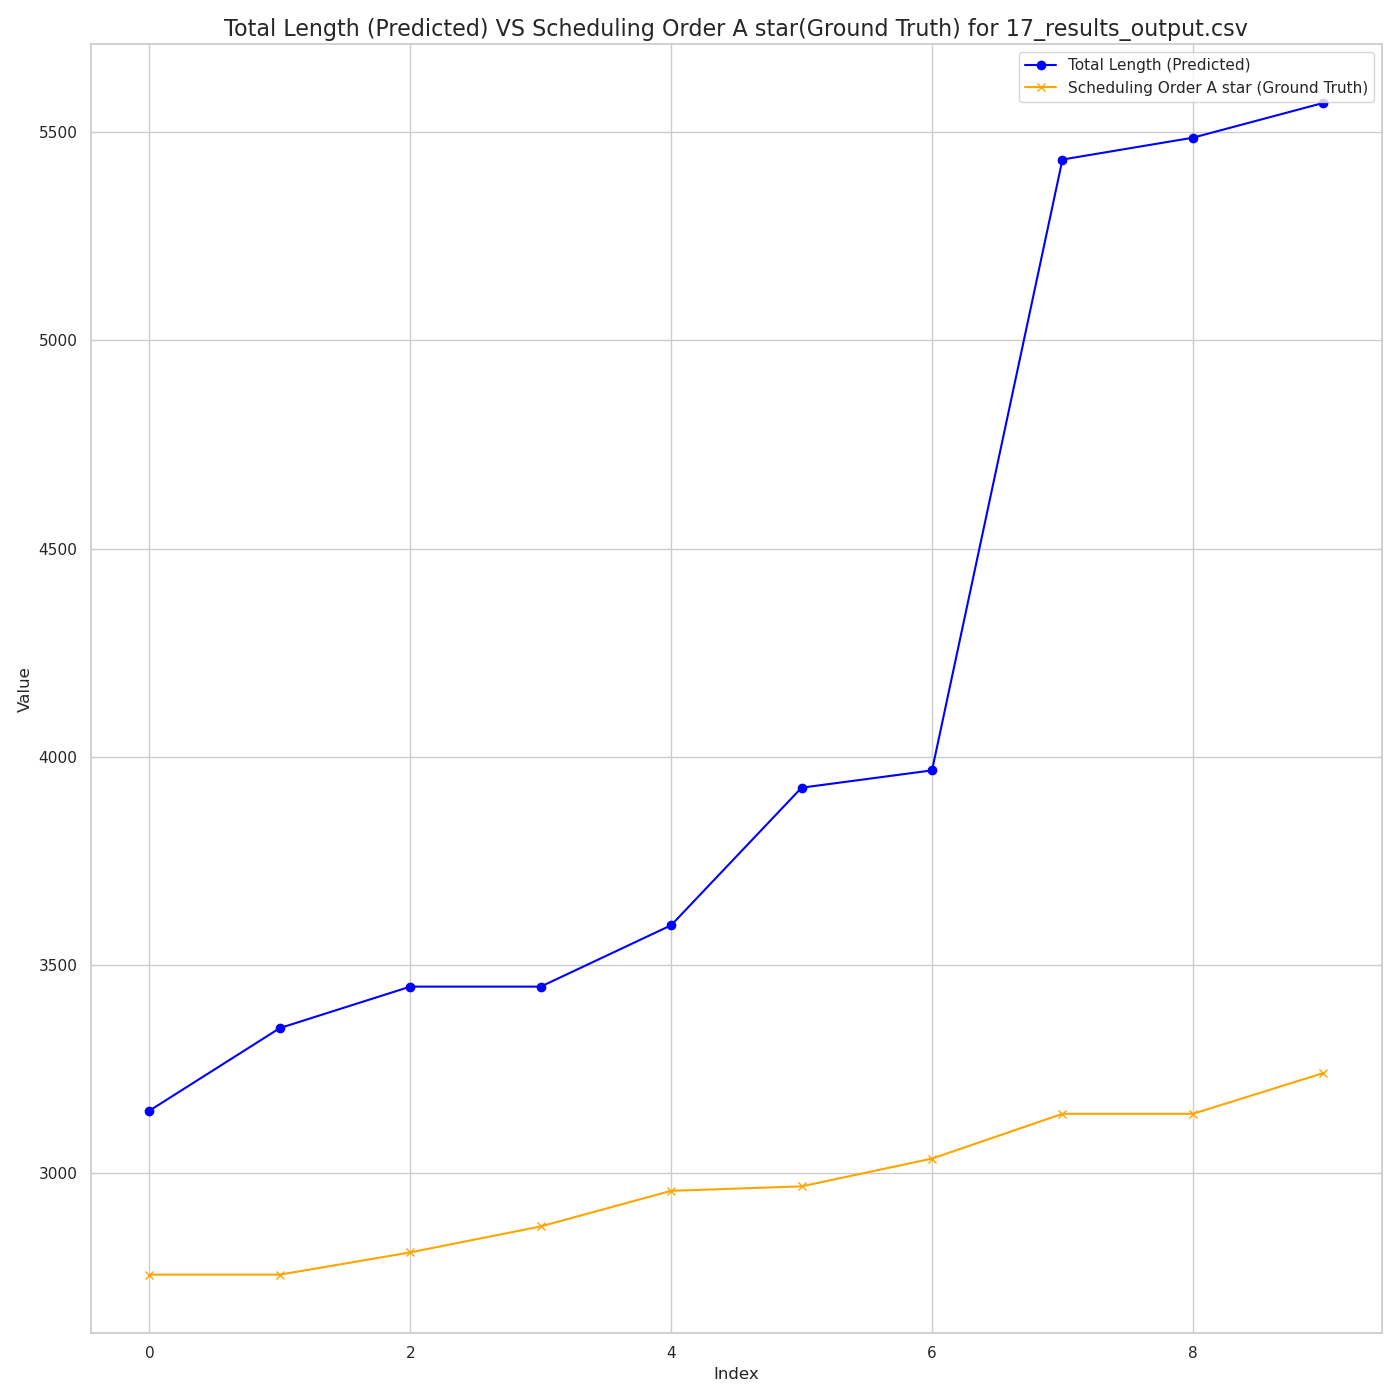 Total Length (Predicted) VS Scheduling Order A star(Ground Truth) for 17_results_output.csv
Total Length (Predicted)
Scheduling Order A star (Ground Truth)
5500
5000
4500
4000
3500
3000
Value
0 2 4 6 8
Index